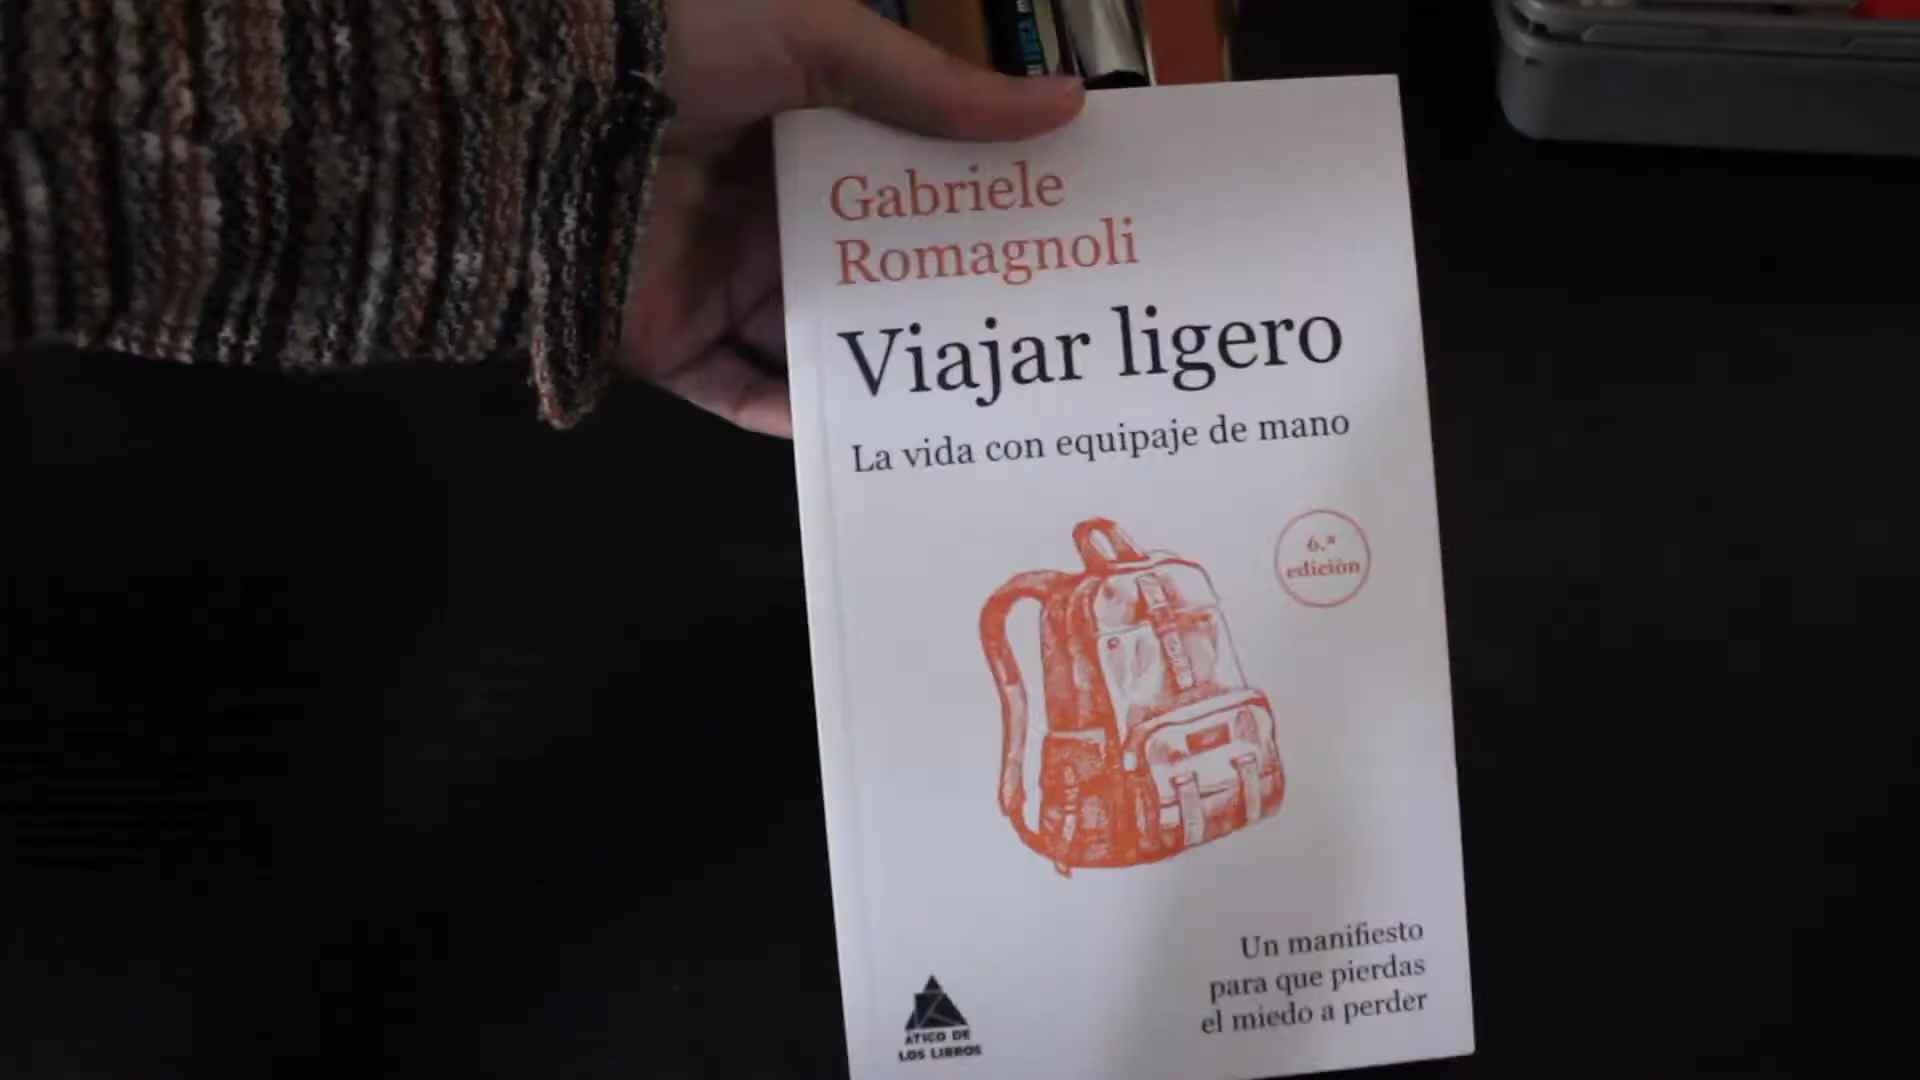 Gabriele
Romagnoli
Viajar ligero
La vida con equipaje de mano
6.ª
edición
Un manifiesto
para que pierdas
el miedo a perder
ÁTICO DE
LOS LIBROS